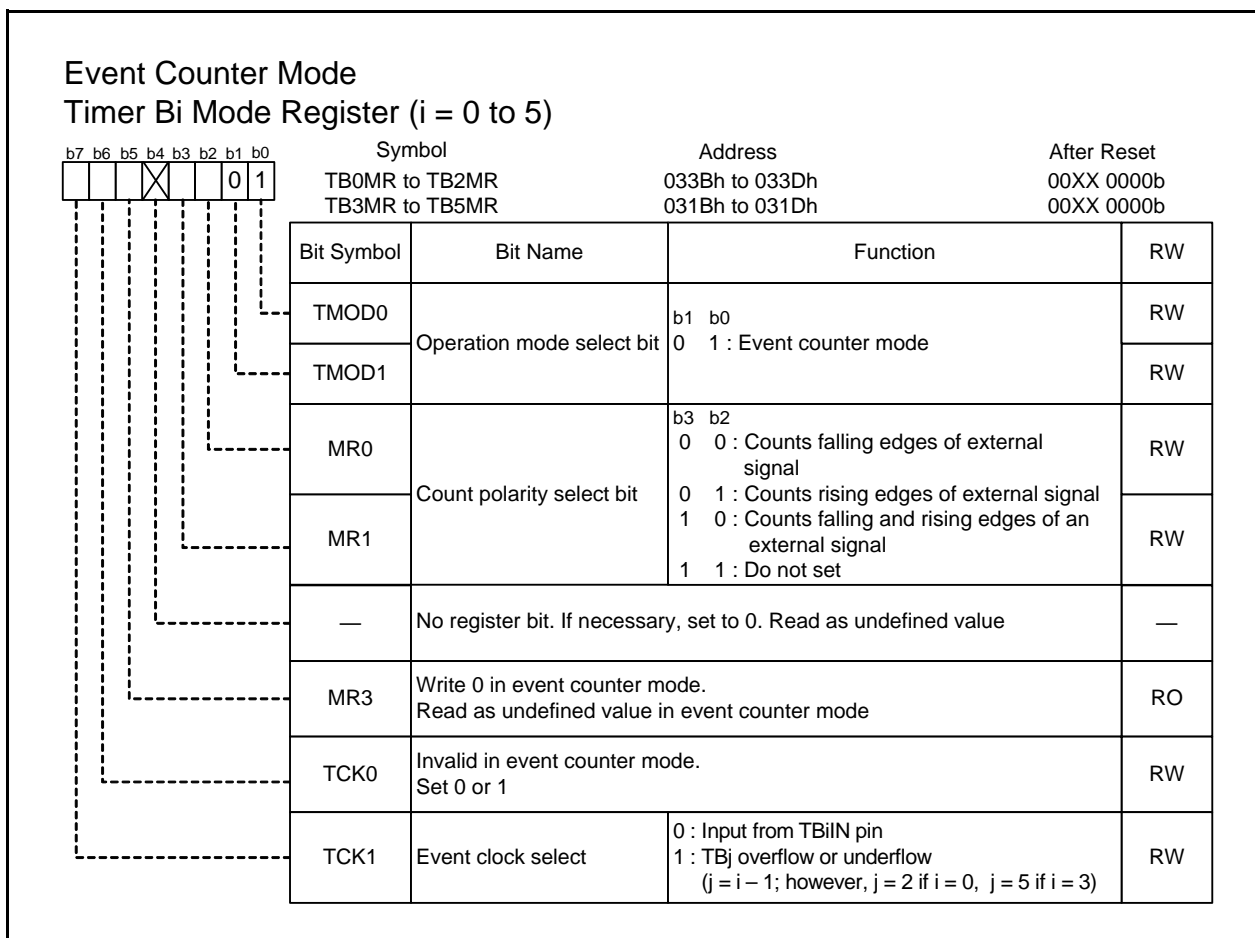 Event Counter Mode
Timer Bi Mode Register (i = 0 to 5)
b7 b6 b5 b4 b3 b2 b1 b0
0 1
Symbol Address After Reset
TB0MR to TB2MR 033Bh to 033Dh 00XX 0000b
TB3MR to TB5MR 031Bh to 031Dh 00XX 0000b
Bit Symbol Bit Name Function RW
TMOD0 RW
Operation mode select bit
b1 b0
0 1 : Event counter mode
TMOD1 RW
MR0 RW
Count polarity select bit
b3 b2
0 0 : Counts falling edges of external
signal
0 1 : Counts rising edges of external signal
1 0 : Counts falling and rising edges of an
external signal
1 1 : Do not set
MR1 RW
— No register bit. If necessary, set to 0. Read as undefined value —
MR3 RO
Write 0 in event counter mode.
Read as undefined value in event counter mode
TCK0 RW
Invalid in event counter mode.
Set 0 or 1
TCK1 Event clock select RW
0 : Input from TBiIN pin
1 : TBj overflow or underflow
(j = i – 1; however, j = 2 if i = 0, j = 5 if i = 3)